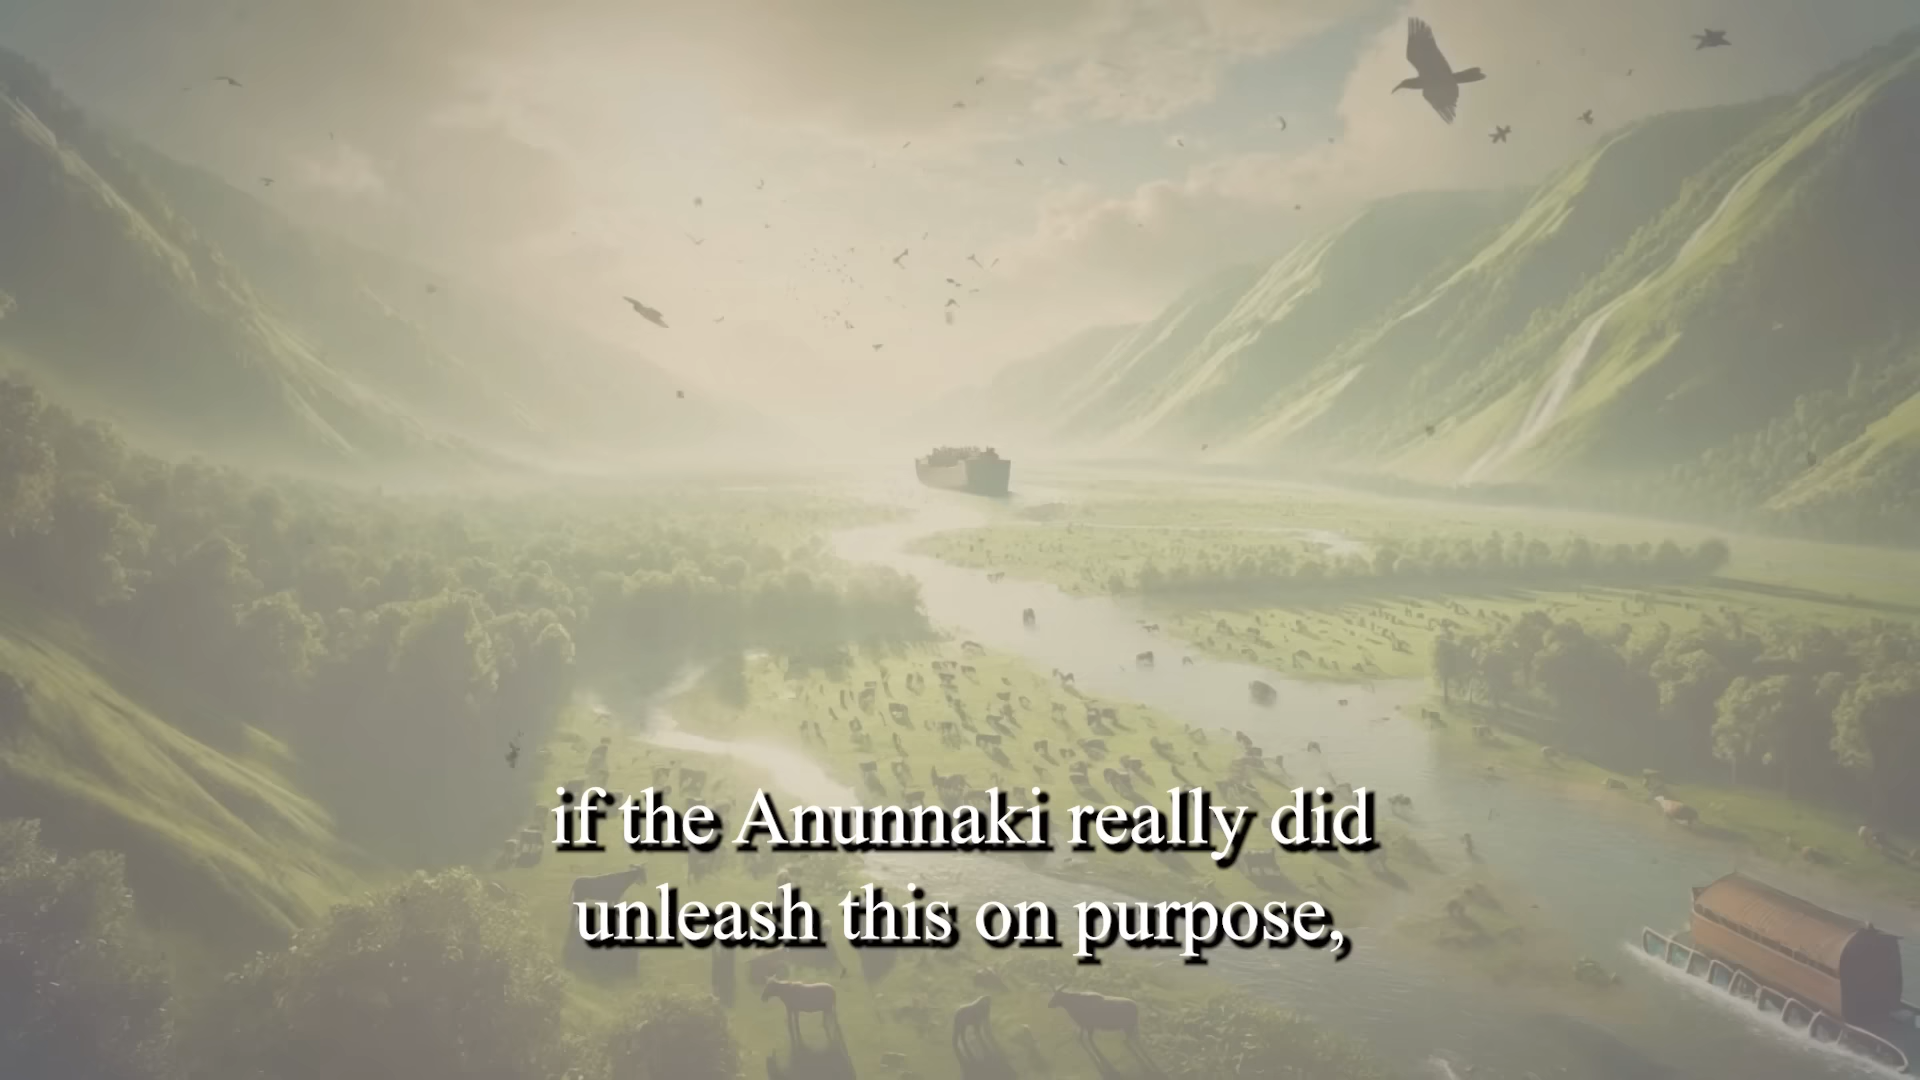 if the Anunnaki really did
unleash this on purpose,